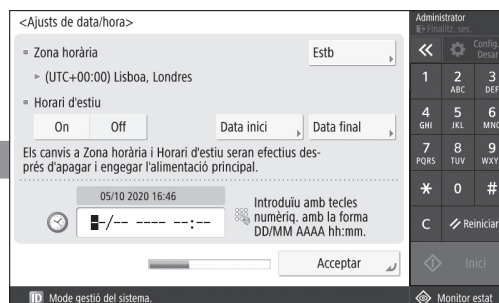 <Ajusts de data/hora>
Zona horària
Estb
(UTC+00:00) Lisboa, Londres
Horari d'estiu
On
Off
Data inici
Data final
Els canvis a Zona horària i Horari d'estiu seran efectius des-
prés d'apagar i engegar l'alimentació principal.
05/10 2020 16:46
--/-- ---- --:--
Introduïu amb tecles
numèriq. amb la forma
DD/MM AAAA hh:mm.
Acceptar
ID Mode gestió del sistema.
Administrator
Finalitz. ses.
Config.
Desar
1
2 ABC
3 DEF
4 GHI
5 JKL
6 MNO
7 PQRS
8 TUV
9 WXY
* 0 #
C
Reiniciar
Inici
Monitor estat